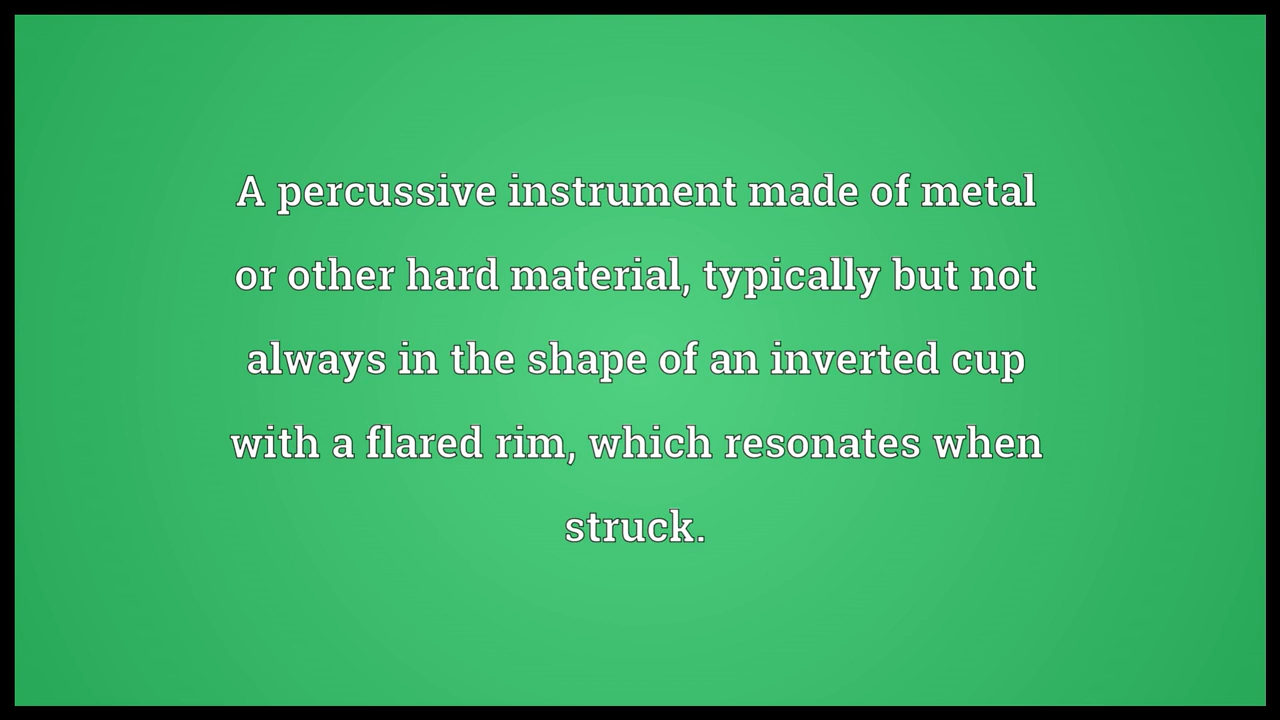 A percussive instrument made of metal
or other hard material, typically but not
always in the shape of an inverted cup
with a flared rim, which resonates when
struck.